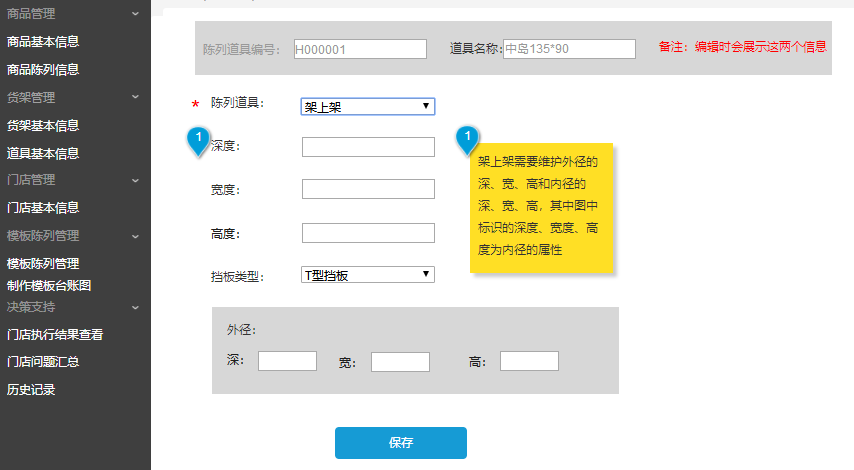 商品管理
商品基本信息
商品陈列信息
货架管理
货架基本信息
道具基本信息
门店管理
门店基本信息
模板陈列管理
模板陈列管理
制作模板台账图
决策支持
门店执行结果查看
门店问题汇总
历史记录
陈列道具编号: H000001 道具名称: 中岛135*90 备注：编辑时会展示这两个信息
* 陈列道具: 架上架
1 深度:
宽度:
高度:
挡板类型: T型挡板
1
架上架需要维护外径的
深、宽、高和内径的
深、宽、高，其中图中
标识的深度、宽度、高
度为内径的属性
外径:
深: 宽: 高:
保存